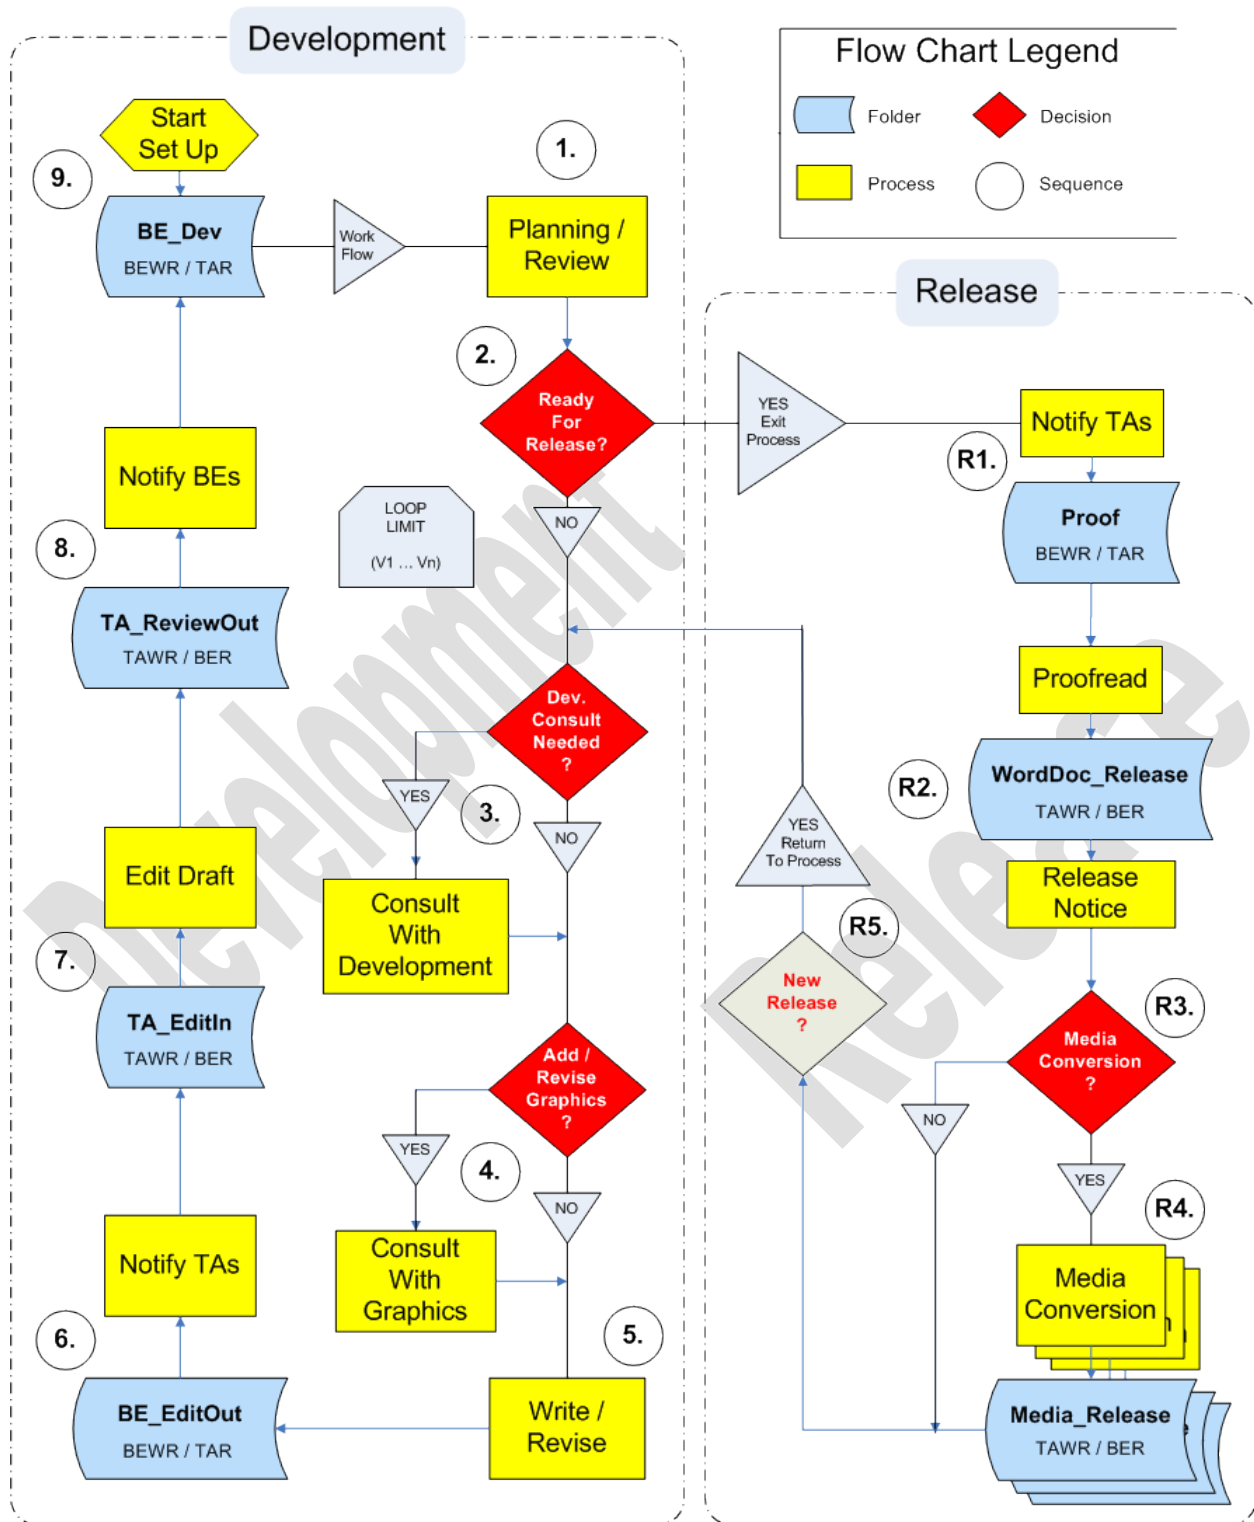 Development
Start
Set Up
9.
BE_Dev
BEWR / TAR
Work
Flow
1.
Planning /
Review
2.
Ready
For
Release?
NO
LOOP
LIMIT
(V1 ... Vn)
Notify BEs
8.
TA_ReviewOut
TAWR / BER
Dev.
Consult
Needed
?
YES
3.
NO
Edit Draft
Consult
With
Development
7.
TA_EditIn
TAWR / BER
Add /
Revise
Graphics
?
YES
4.
NO
Notify TAs
Consult
With
Graphics
6.
5.
BE_EditOut
BEWR / TAR
Write /
Revise
Development
Flow Chart Legend
Folder
Decision
Process
Sequence
Release
YES
Exit
Process
Notify TAs
R1.
Proof
BEWR / TAR
Proofread
R2.
WordDoc_Release
TAWR / BER
YES
Return
To Process
Release
Notice
R5.
New
Release
?
R3.
Media
Conversion
?
NO
YES
R4.
Media
Conversion
n
Media_Release
TAWR / BER
Release